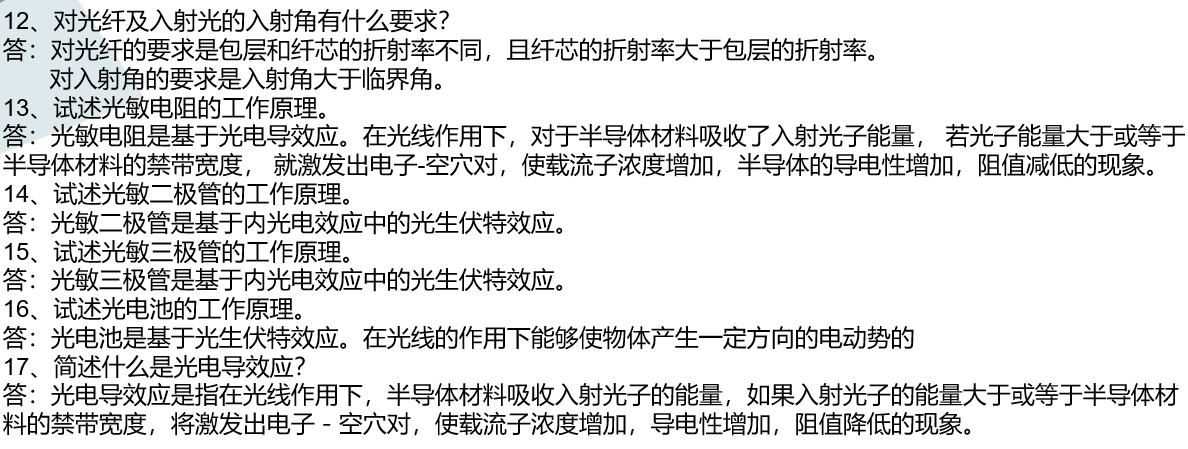 12、对光纤及入射光的入射角有什么要求?
答：对光纤的要求是包层和纤芯的折射率不同，且纤芯的折射率大于包层的折射率。
对入射角的要求是入射角大于临界角。
13、试述光敏电阻的工作原理。
答：光敏电阻是基于光电导效应。在光线作用下，对于半导体材料吸收了入射光子能量， 若光子能量大于或等于
半导体材料的禁带宽度， 就激发出电子-空穴对，使载流子浓度增加，半导体的导电性增加，阻值减低的现象。
14、试述光敏二极管的工作原理。
答：光敏二极管是基于内光电效应中的光生伏特效应。
15、试述光敏三极管的工作原理。
答：光敏三极管是基于内光电效应中的光生伏特效应。
16、试述光电池的工作原理。
答：光电池是基于光生伏特效应。在光线的作用下能够使物体产生一定方向的电动势的
17、简述什么是光电导效应?
答：光电导效应是指在光线作用下，半导体材料吸收入射光子的能量，如果入射光子的能量大于或等于半导体材
料的禁带宽度，将激发出电子 - 空穴对，使载流子浓度增加，导电性增加，阻值降低的现象。